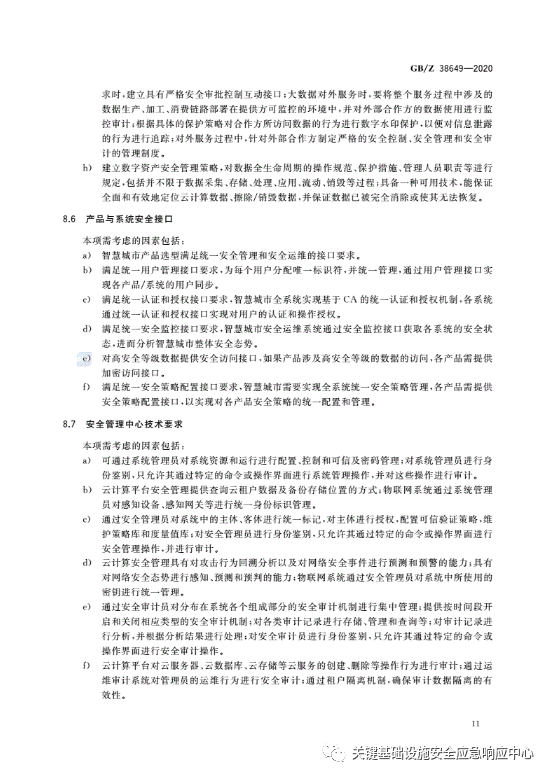 GB/Z 38649—2020
求时,建立具有严格安全审批控制互动接口;大数据对外服务时,要将整个服务过程中涉及的
数据生产、加工、消费链路部署在提供方可监控的环境中,并对外部合作方的数据使用进行监
控审计;根据具体的保护策略对合作方所访问数据的行为进行数字水印保护,以便对信息泄露
的行为进行追踪;对外服务过程中,针对外部合作方制定严格的安全控制、安全管理和安全审
计的管理制度。
h) 建立数字资产安全管理策略,对数据全生命周期的操作规范、保护措施、管理人员职责等进行
规定,包括并不限于数据采集、存储、处理、应用、流动、销毁等过程;具备一种可用技术,能保证
全面和有效地定位云计算数据、擦除/销毁数据,并保证数据已被完全消除或使其无法恢复。
8.6 产品与系统安全接口
本项需考虑的因素包括:
a) 智慧城市产品选型满足统一安全管理和安全运维的接口要求。
b) 满足统一用户管理接口要求,为每个用户分配唯一标识符,并统一管理,通过用户管理接口实
现各产品/系统的用户同步。
c) 满足统一认证和授权接口要求,智慧城市全系统实现基于 CA 的统一认证和授权机制,各系统
通过统一认证和授权接口实现对用户的认证和操作授权。
d) 满足统一安全监控接口要求,智慧城市安全运维系统通过安全监控接口获取各系统的安全状
态,进而分析智慧城市整体安全态势。
e) 对高安全等级数据提供安全访问接口,如果产品涉及高安全等级的数据的访问,各产品需提供
加密访问接口。
f) 满足统一安全策略配置接口要求,智慧城市需要实现全系统统一安全策略管理,各产品需提供
安全策略配置接口,以实现对各产品安全策略的统一配置和管理。
8.7 安全管理中心技术要求
本项需考虑的因素包括:
a) 可通过系统管理员对系统资源和运行进行配置、控制和可信及密码管理;对系统管理员进行身
份鉴别,只允许其通过特定的命令或操作界面进行系统管理操作,并对这些操作进行审计。
b) 云计算平台安全管理提供查询云租户数据及备份存储位置的方式;物联网系统通过系统管理
员对感知设备、感知网关等进行统一身份标识管理。
c) 通过安全管理员对系统中的主体、客体进行统一标记,对主体进行授权,配置可信验证策略,维
护策略库和度量值库;对安全管理员进行身份鉴别,只允许其通过特定的命令或操作界面进行
安全管理操作,并进行审计。
d) 云计算安全管理具有对攻击行为回溯分析以及对网络安全事件进行预测和预警的能力;具有
对网络安全态势进行感知、预测和预判的能力;物联网系统通过安全管理员对系统中所使用的
密钥进行统一管理。
e) 通过安全审计员对分布在系统各个组成部分的安全审计机制进行集中管理;提供按时间段开
启和关闭相应类型的安全审计机制;对各类审计记录进行存储、管理和查询等;对审计记录进
行分析,并根据分析结果进行处理;对安全审计员进行身份鉴别,只允许其通过特定的命令或
操作界面进行安全审计操作。
f) 云计算平台对云服务器、云数据库、云存储等云服务的创建、删除等操作行为进行审计;通过运
维审计系统对管理员的运维行为进行安全审计;通过租户隔离机制,确保审计数据隔离的有
效性。
11
关键基础设施安全应急响应中心